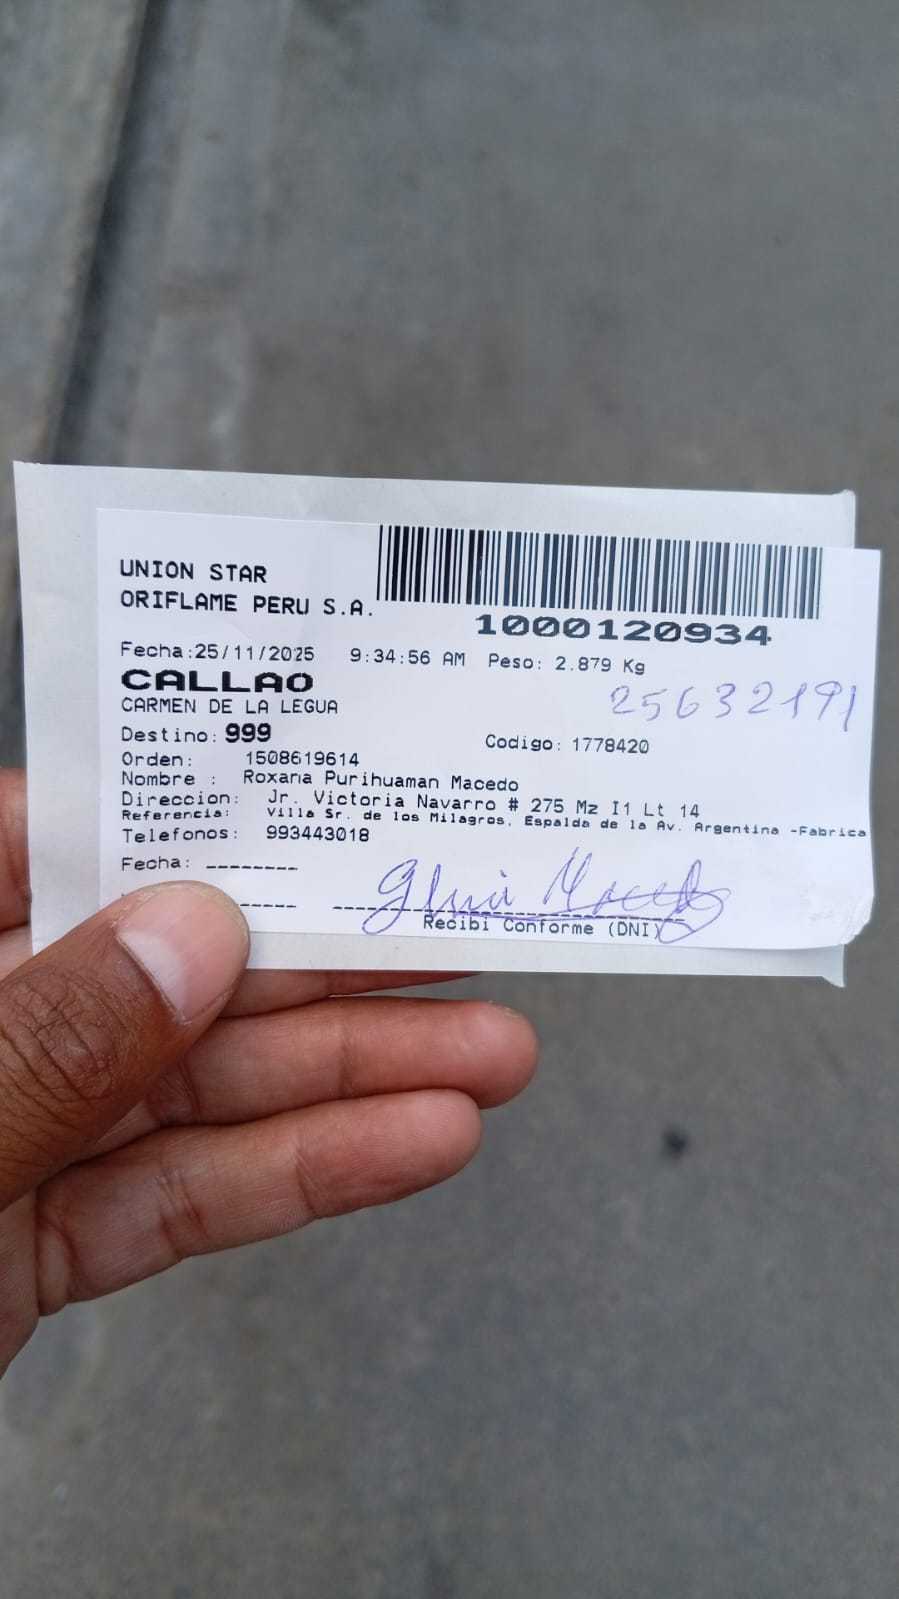 UNION STAR
ORIFLAME PERU S.A.
1000120934
Fecha:25/11/2025 9:34:56 AM Peso: 2.879 Kg
CALLAO
25632191
CARMEN DE LA LEGUA
Destino: 999 Codigo: 1778420
Orden: 1508619614
Nombre : Roxana Purihuaman Macedo
Direccion: Jr. Victoria Navarro # 275 Mz I1 Lt 14
Referencia: Villa Sr. de los Milagros, Espalda de la Av. Argentina -Fabrica
Telefonos: 993443018
Fecha: --------
Recibi Conforme (DNI)